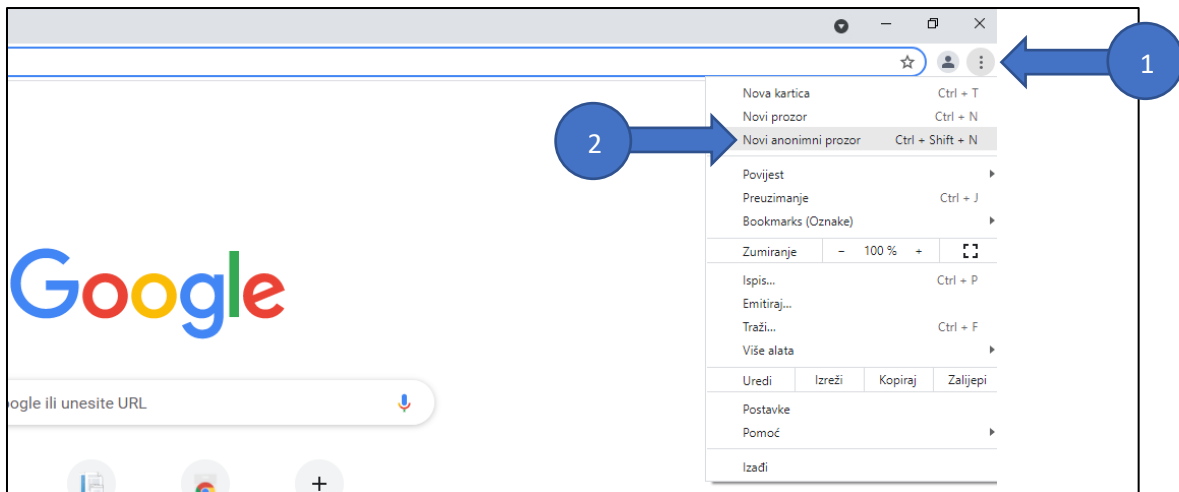 1
Nova kartica Ctrl + T
Novi prozor Ctrl + N
2
Novi anonimni prozor Ctrl + Shift + N
Povijest
Preuzimanje Ctrl + J
Bookmarks (Oznake)
Zumiranje − 100 % +
Google
Ispis... Ctrl + P
Emitiraj...
Traži... Ctrl + F
Više alata
Uredi Izreži Kopiraj Zalijepi
ogle ili unesite URL
Postavke
Pomoć
Izađi